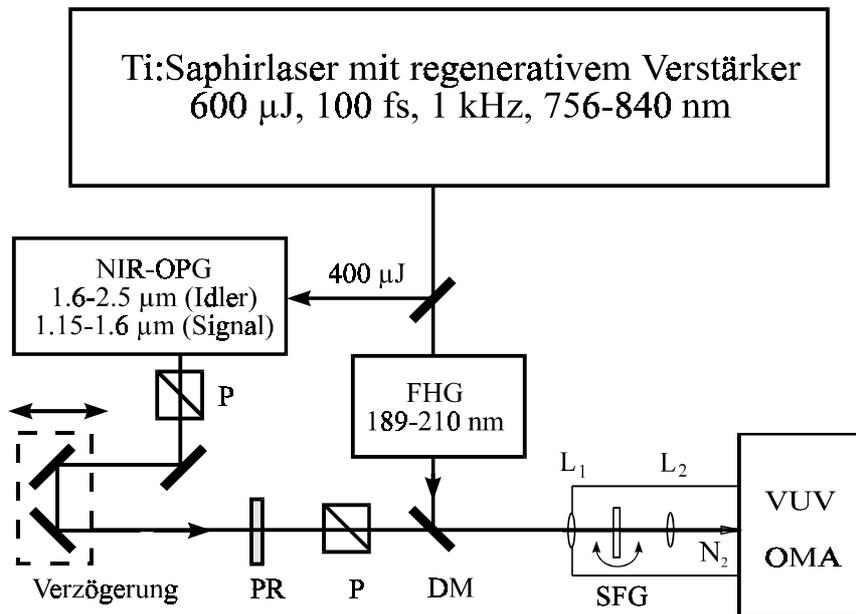 Ti:Saphirlaser mit regenerativem Verstärker
600 µJ, 100 fs, 1 kHz, 756-840 nm
NIR-OPG
1.6-2.5 µm (Idler)
1.15-1.6 µm (Signal)
400 µJ
P
FHG
189-210 nm
L₁
L₂
VUV
OMA
N₂
Verzögerung
PR
P
DM
SFG